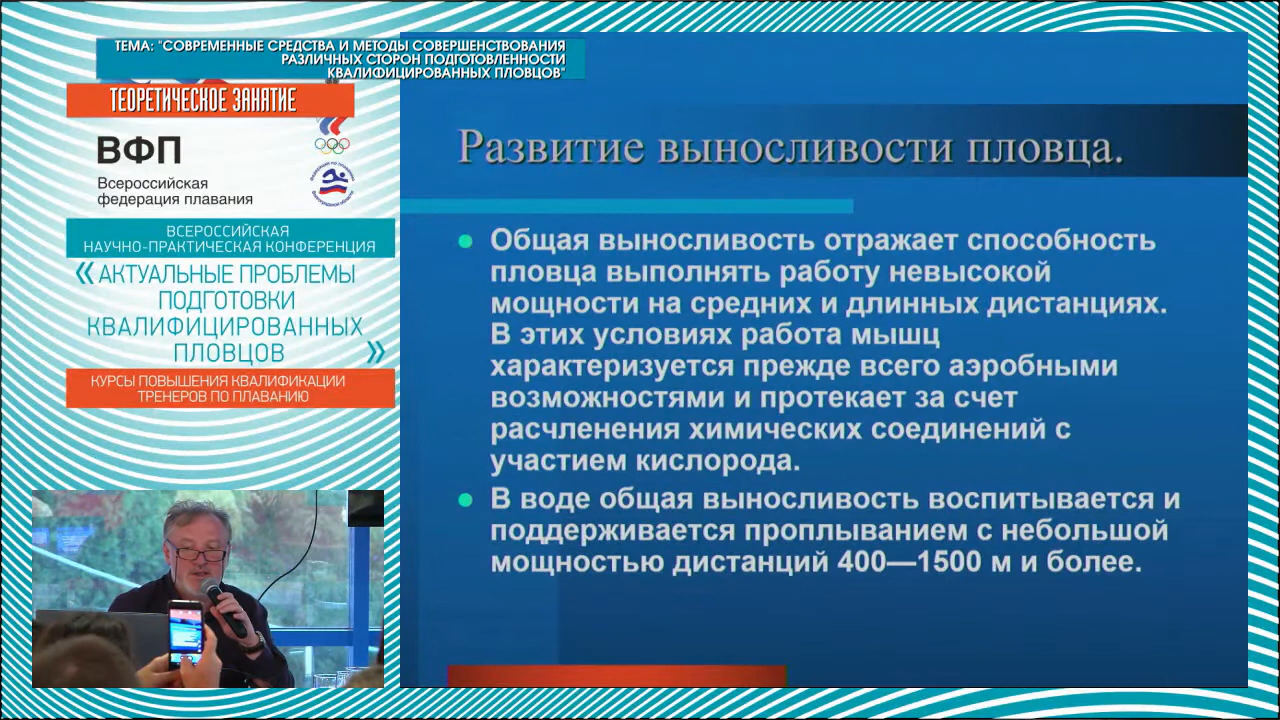 ТЕМА: "СОВРЕМЕННЫЕ СРЕДСТВА И МЕТОДЫ СОВЕРШЕНСТВОВАНИЯ
РАЗЛИЧНЫХ СТОРОН ПОДГОТОВЛЕННОСТИ
КВАЛИФИЦИРОВАННЫХ ПЛОВЦОВ"
ТЕОРЕТИЧЕСКОЕ ЗАНЯТИЕ
ВФП
Всероссийская
федерация плавания
ВСЕРОССИЙСКАЯ
НАУЧНО-ПРАКТИЧЕСКАЯ КОНФЕРЕНЦИЯ
«АКТУАЛЬНЫЕ ПРОБЛЕМЫ
ПОДГОТОВКИ
КВАЛИФИЦИРОВАННЫХ
ПЛОВЦОВ»
КУРСЫ ПОВЫШЕНИЯ КВАЛИФИКАЦИИ
ТРЕНЕРОВ ПО ПЛАВАНИЮ
Развитие выносливости пловца.
• Общая выносливость отражает способность
пловца выполнять работу невысокой
мощности на средних и длинных дистанциях.
В этих условиях работа мышц
характеризуется прежде всего аэробными
возможностями и протекает за счет
расчленения химических соединений с
участием кислорода.
• В воде общая выносливость воспитывается и
поддерживается проплыванием с небольшой
мощностью дистанций 400—1500 м и более.